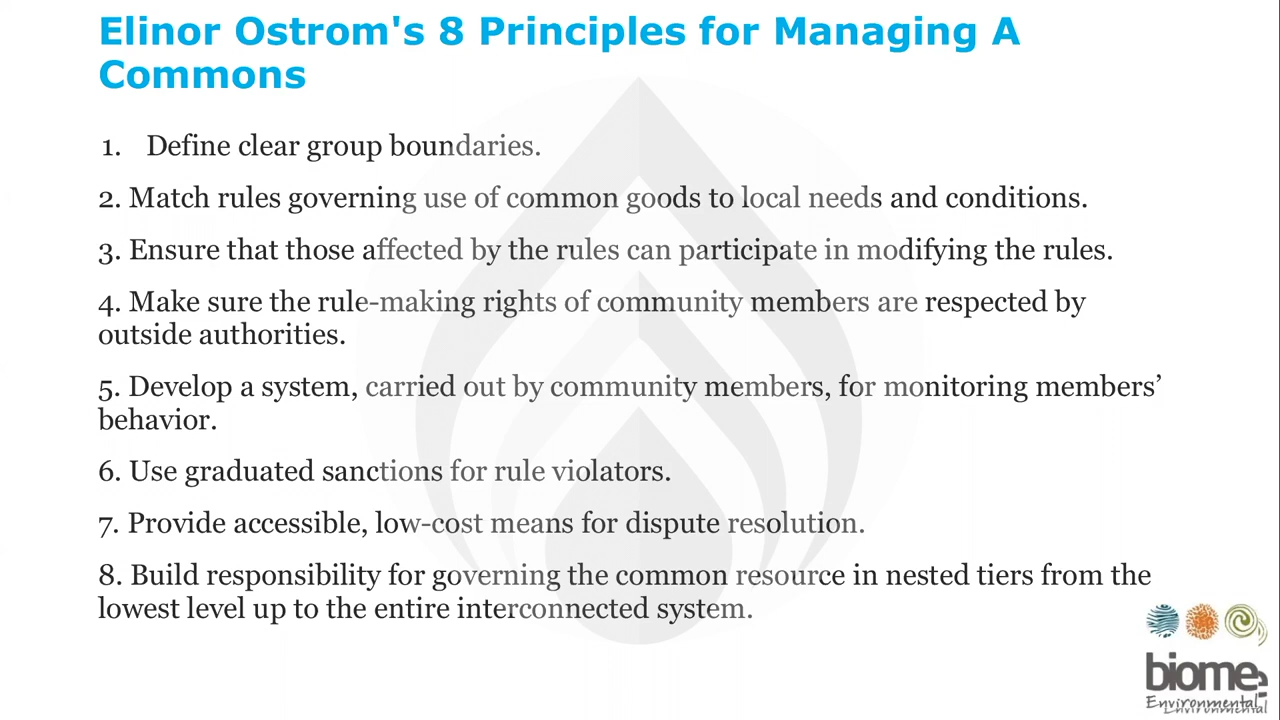 Elinor Ostrom's 8 Principles for Managing A
Commons
1. Define clear group boundaries.
2. Match rules governing use of common goods to local needs and conditions.
3. Ensure that those affected by the rules can participate in modifying the rules.
4. Make sure the rule-making rights of community members are respected by
outside authorities.
5. Develop a system, carried out by community members, for monitoring members’
behavior.
6. Use graduated sanctions for rule violators.
7. Provide accessible, low-cost means for dispute resolution.
8. Build responsibility for governing the common resource in nested tiers from the
lowest level up to the entire interconnected system.
biome
Environmental